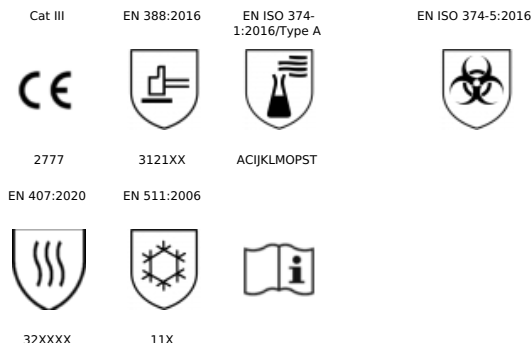 Cat III
EN 388:2016
EN ISO 374-
1:2016/Type A
EN ISO 374-5:2016
CE
2777
3121XX
ACIJKLMOPST
EN 407:2020
EN 511:2006
i
32XXXX
11X